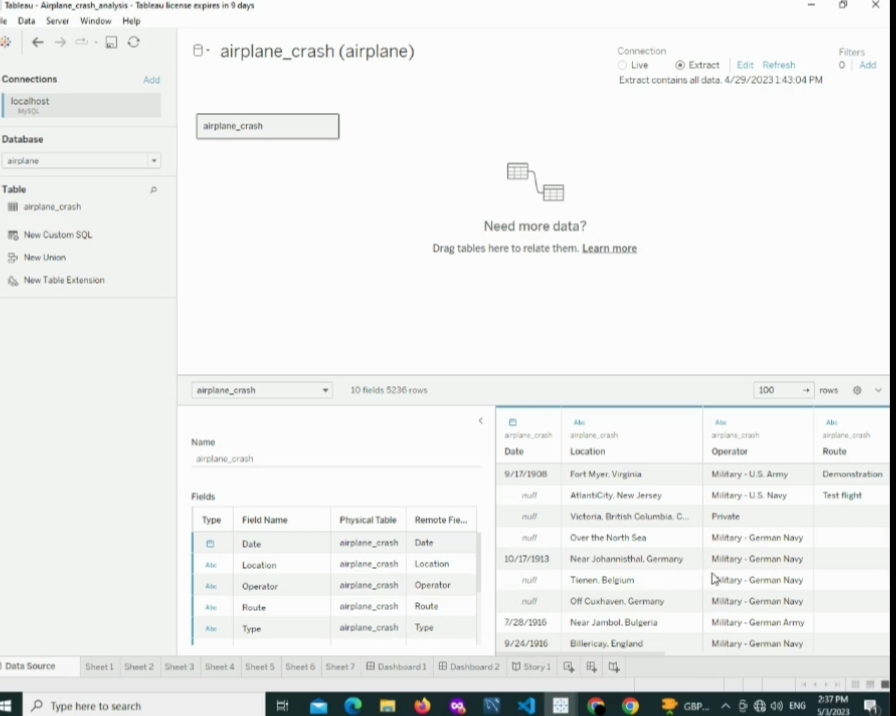 Tableau - Airplane_crash_analysis - Tableau license expires in 9 days
le Data Server Window Help
Connections Add
localhost
MySQL
Database
airplane
Table
airplane_crash
New Custom SQL
New Union
New Table Extension
airplane_crash (airplane)
Connection
Live Extract Edit Refresh
Extract contains all data. 4/29/2023 1:43:04 PM
Filters
0 Add
airplane_crash
Need more data?
Drag tables here to relate them. Learn more
airplane_crash 10 fields 5236 rows 100 rows
Name
airplane_crash
Fields
Type Field Name Physical Table Remote Fie...
Date airplane_crash Date
Abc Location airplane_crash Location
Abc Operator airplane_crash Operator
Abc Route airplane_crash Route
Abc Type airplane_crash Type
Abc Abc Abc
airplane_crash airplane_crash airplane_crash airplane_crash
Date Location Operator Route
9/17/1908 Fort Myer, Virginia Military - U.S. Army Demonstration
null AtlantiCity, New Jersey Military - U.S. Navy Test flight
null Victoria, British Columbia, C... Private
null Over the North Sea Military - German Navy
10/17/1913 Near Johannisthal, Germany Military - German Navy
null Tienen, Belgium Military - German Navy
null Off Cuxhaven, Germany Military - German Navy
7/28/1916 Near Jambol, Bulgeria Military - German Army
9/24/1916 Billericay, England Military - German Navy
Data Source Sheet 1 Sheet 2 Sheet 3 Sheet 4 Sheet 5 Sheet 6 Sheet 7 Dashboard 1 Dashboard 2 Story 1
Type here to search GBP... ENG 2:37 PM
5/3/2023